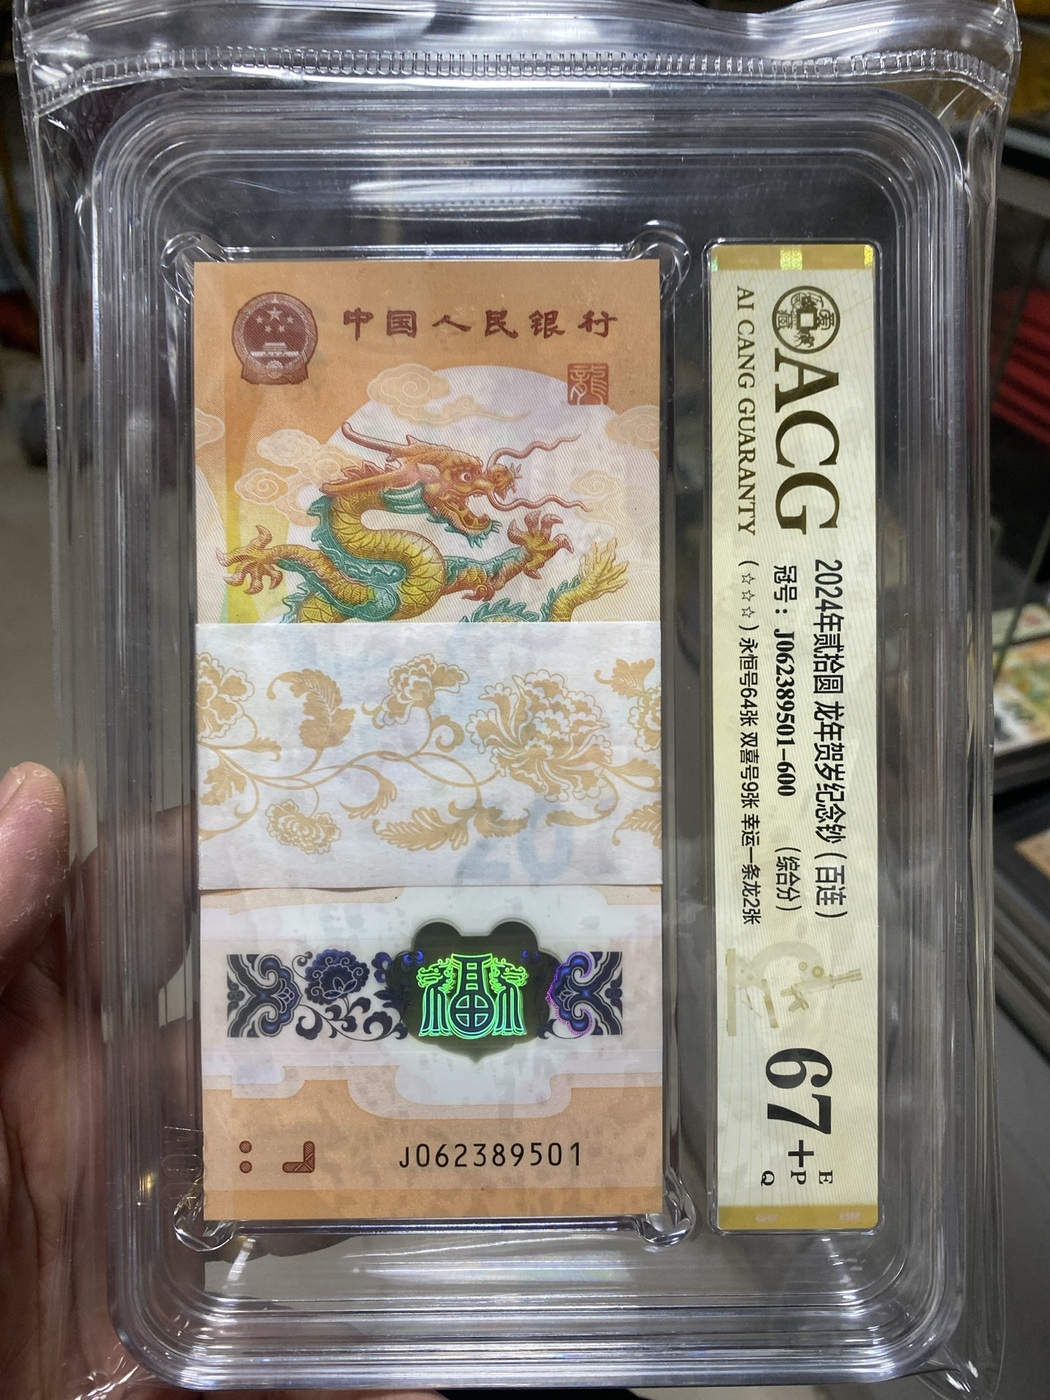 中国人民银行
龍
J062389501
ACG
AI CANG GUARANTY
2024年贰拾圆 龙年贺岁纪念钞（百连）
冠号：J062389501-600 （综合分）
（☆☆☆）永恒号64张 双喜号9张 幸运一条龙2张
67+
E
P
Q